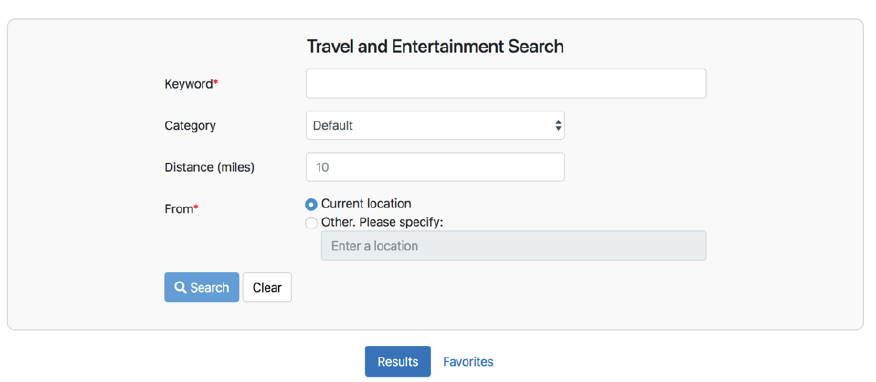 Travel and Entertainment Search
Keyword*
Category
Default
Distance (miles)
10
From*
Current location
Other. Please specify:
Enter a location
Search
Clear
Results
Favorites